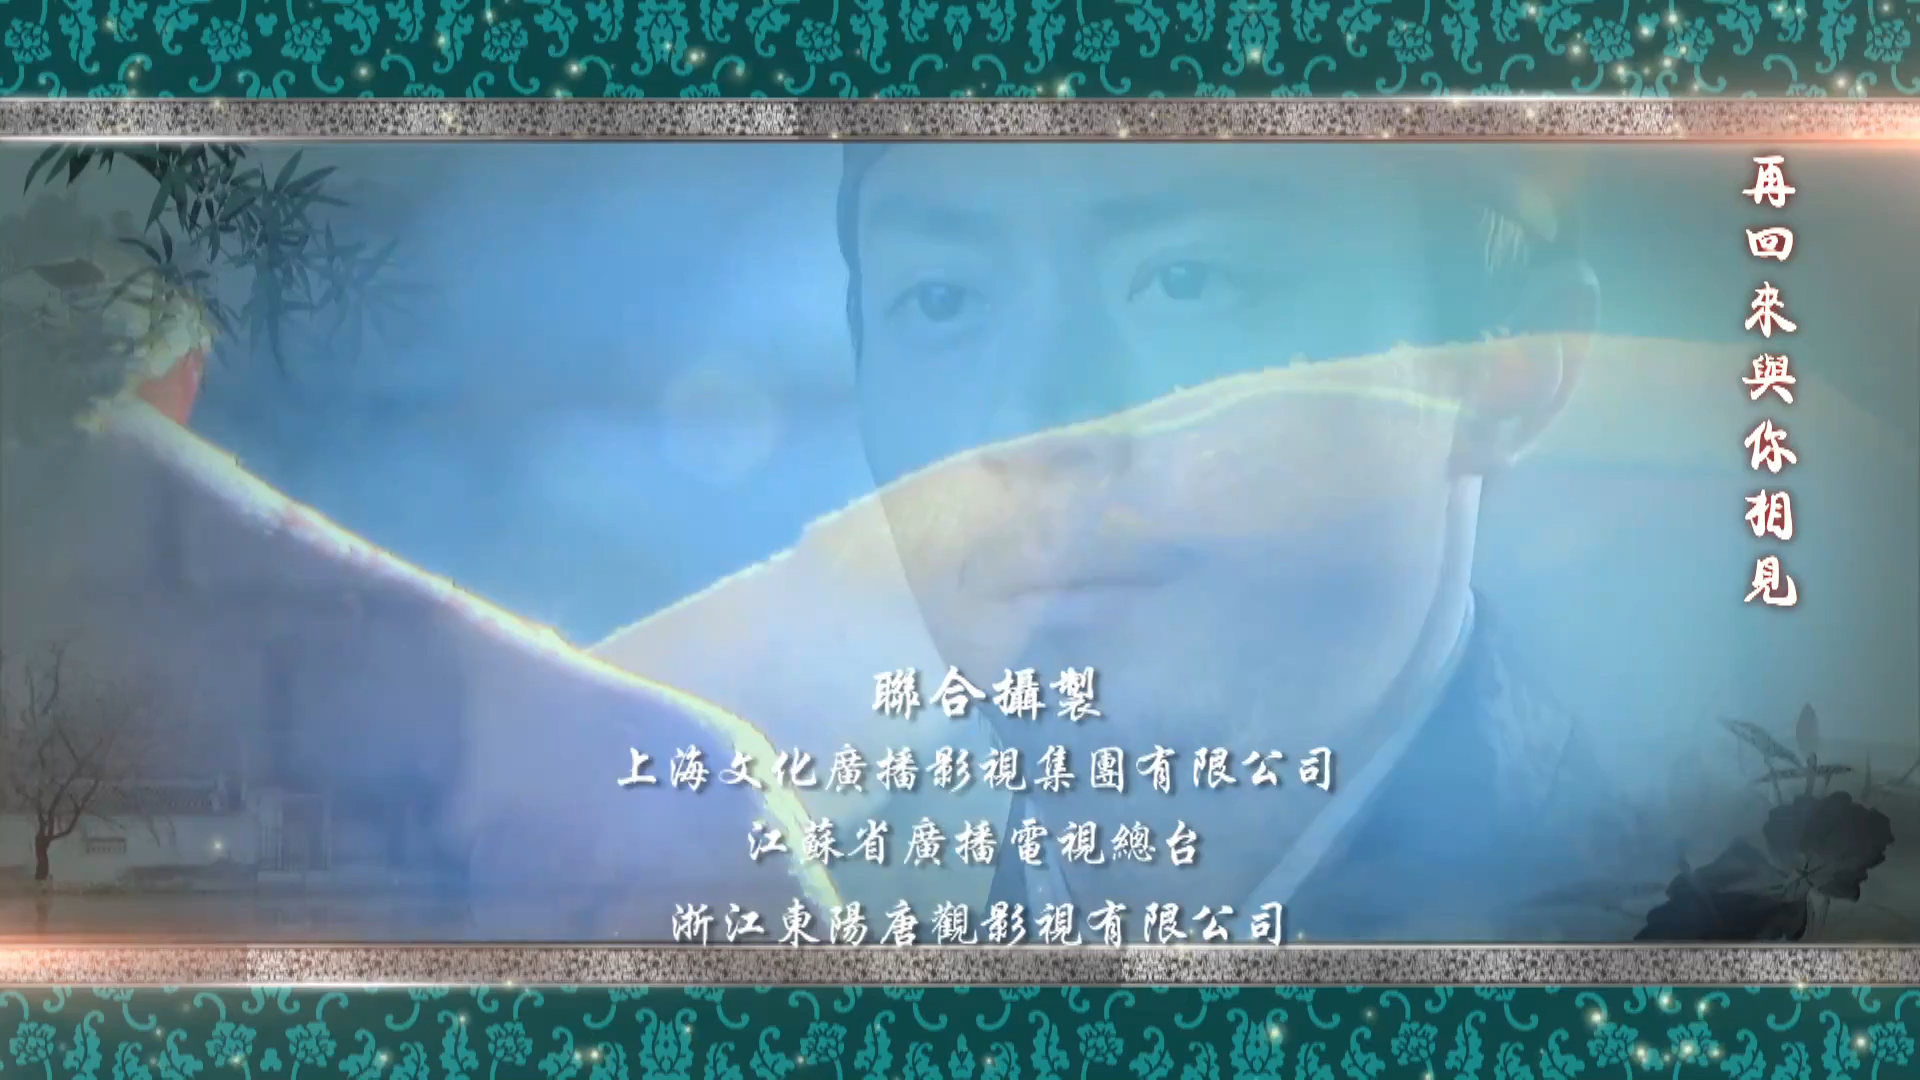 再回來與你相見
聯合攝製
上海文化廣播影視集團有限公司
江蘇省廣播電視總台
浙江東陽唐觀影視有限公司